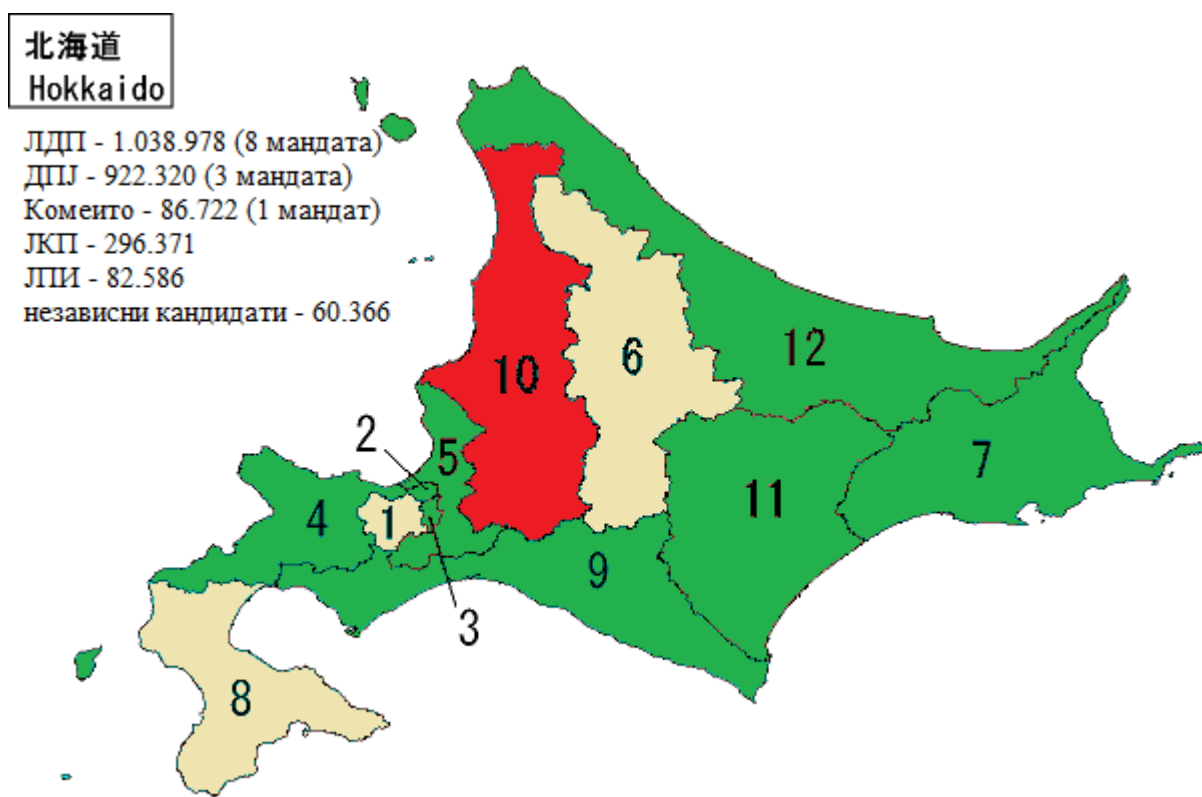 北海道
Hokkaido
ЛДП - 1.038.978 (8 мандата)
ДПЈ - 922.320 (3 мандата)
Комеито - 86.722 (1 мандат)
ЈКП - 296.371
ЛПИ - 82.586
независни кандидати - 60.366
12
6
10
2
5
7
11
4
1
9
3
8